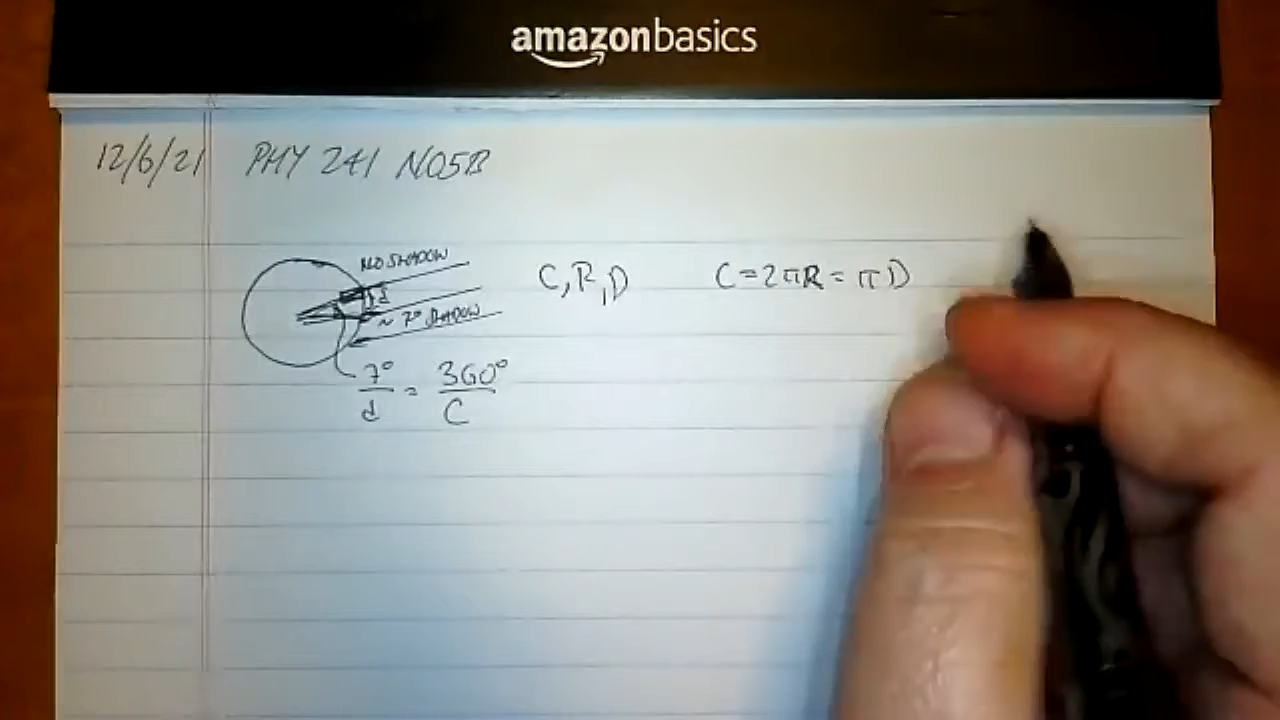 amazonbasics
12/6/21 PHY 241 N05B
NO SHADOW
d
~ 7° SHADOW
C, R, D C = 2πR = πD
7°/d = 360°/C